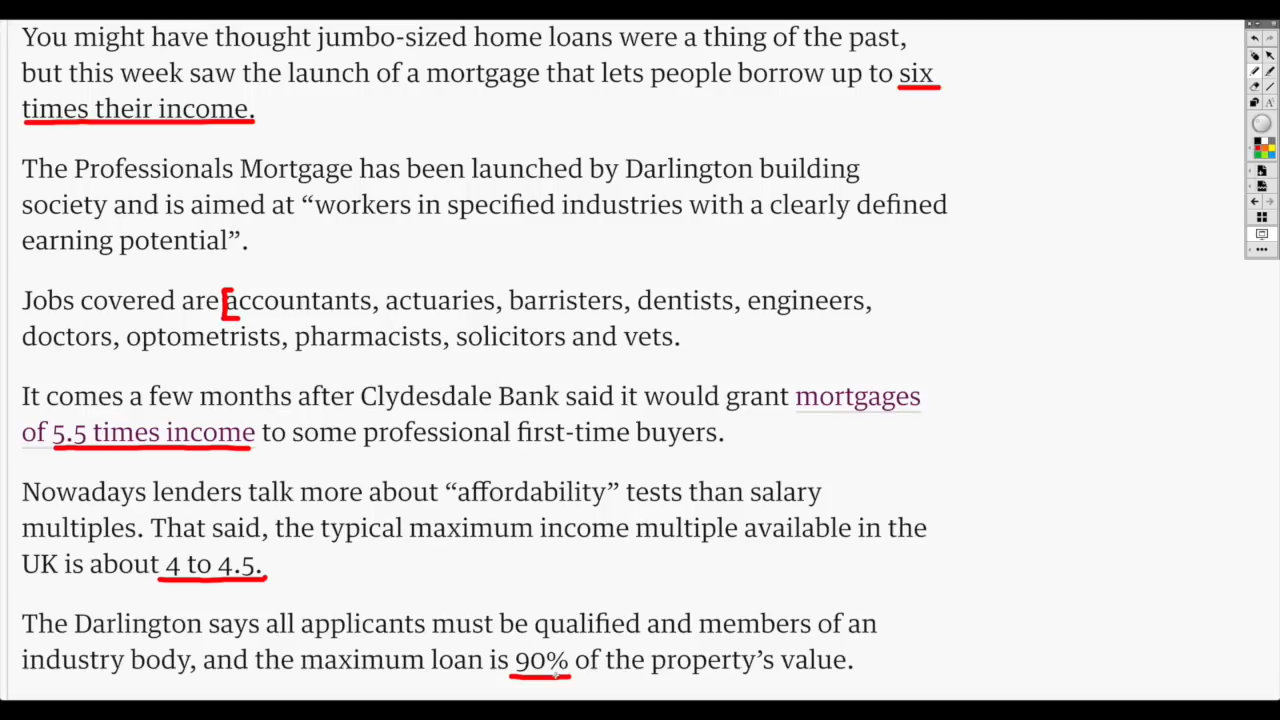 You might have thought jumbo-sized home loans were a thing of the past,
but this week saw the launch of a mortgage that lets people borrow up to six
times their income.
The Professionals Mortgage has been launched by Darlington building
society and is aimed at “workers in specified industries with a clearly defined
earning potential”.
Jobs covered are accountants, actuaries, barristers, dentists, engineers,
doctors, optometrists, pharmacists, solicitors and vets.
It comes a few months after Clydesdale Bank said it would grant mortgages
of 5.5 times income to some professional first-time buyers.
Nowadays lenders talk more about “affordability” tests than salary
multiples. That said, the typical maximum income multiple available in the
UK is about 4 to 4.5.
The Darlington says all applicants must be qualified and members of an
industry body, and the maximum loan is 90% of the property’s value.